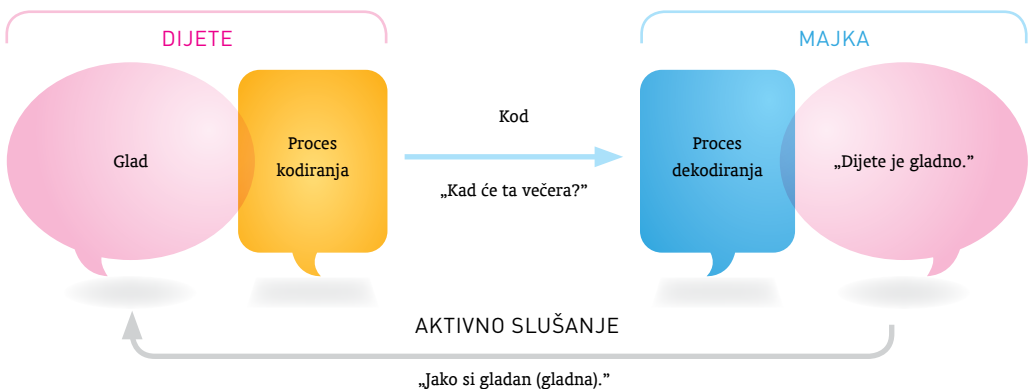 DIJETE
MAJKA
Glad
Proces
kodiranja
Kod
„Kad će ta večera?”
Proces
dekodiranja
„Dijete je gladno.”
AKTIVNO SLUŠANJE
„Jako si gladan (gladna).”